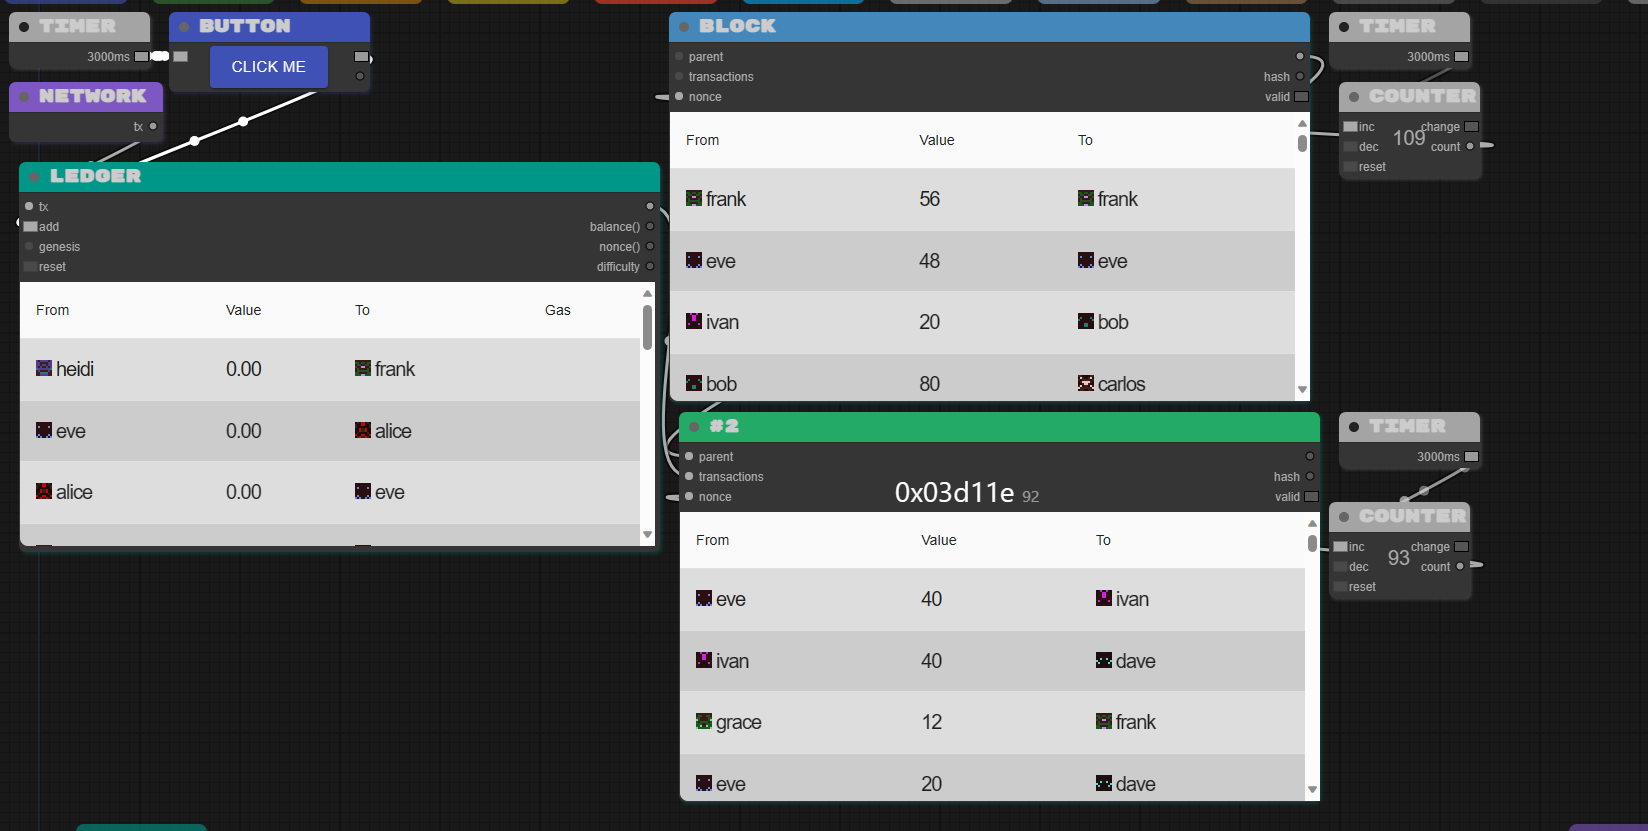 TIMER
3000ms
BUTTON
CLICK ME
NETWORK
tx
LEDGER
tx
add
balance()
genesis
nonce()
reset
difficulty
From Value To Gas
heidi 0.00 frank
eve 0.00 alice
alice 0.00 eve
BLOCK
parent
transactions
hash
nonce
valid
From Value To
frank 56 frank
eve 48 eve
ivan 20 bob
bob 80 carlos
TIMER
3000ms
COUNTER
inc
change
109
dec
count
reset
#2
parent
transactions
hash
nonce
0x03d11e 92
valid
From Value To
eve 40 ivan
ivan 40 dave
grace 12 frank
eve 20 dave
TIMER
3000ms
COUNTER
inc
change
93
dec
count
reset